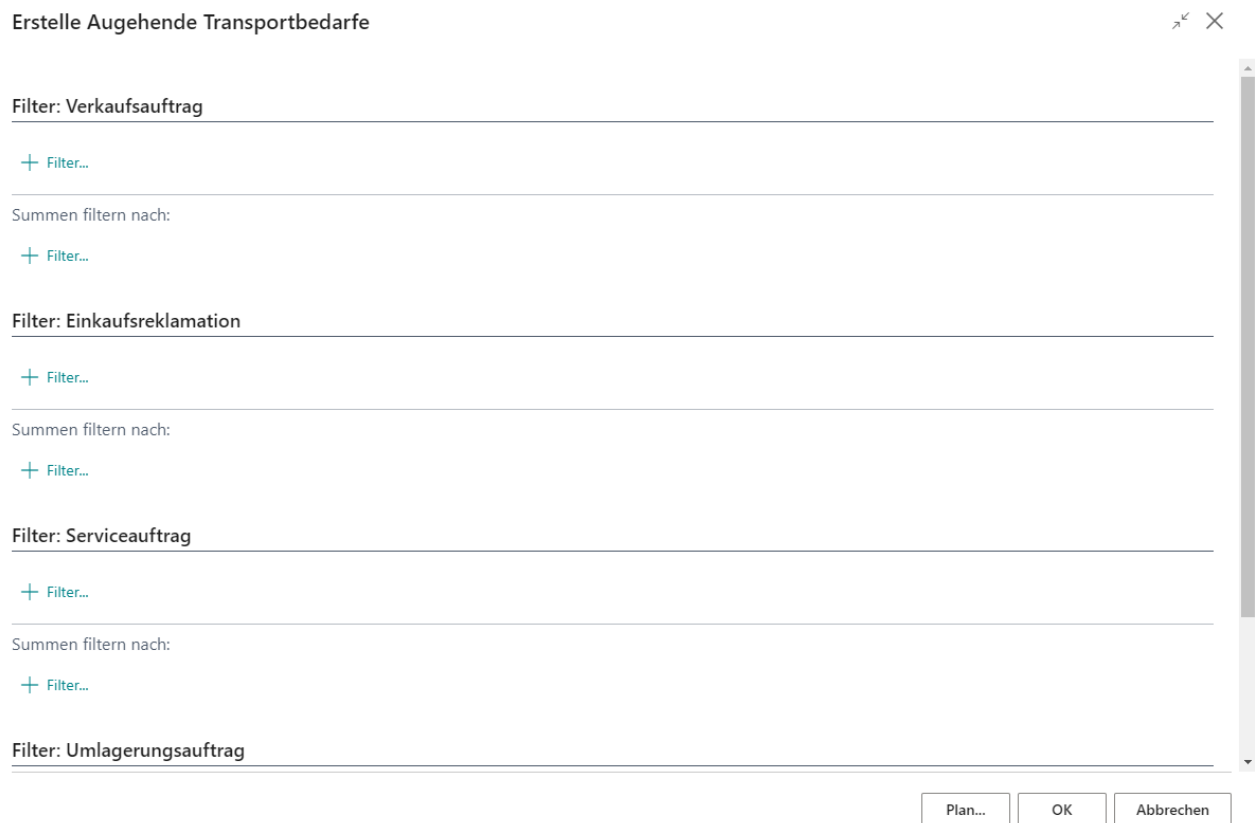 Erstelle Augehende Transportbedarfe
Filter: Verkaufsauftrag
Filter...
Summen filtern nach:
Filter...
Filter: Einkaufsreklamation
Filter...
Summen filtern nach:
Filter...
Filter: Serviceauftrag
Filter...
Summen filtern nach:
Filter...
Filter: Umlagerungsauftrag
Plan... OK Abbrechen